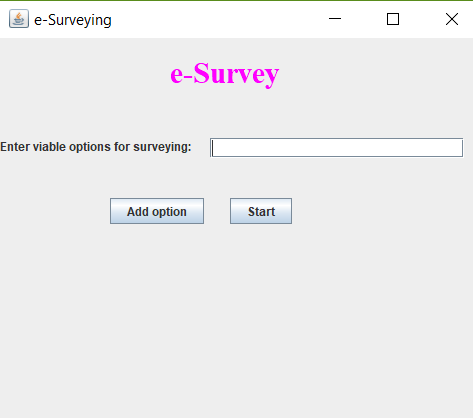 e-Surveying
e-Survey
Enter viable options for surveying:
Add option
Start